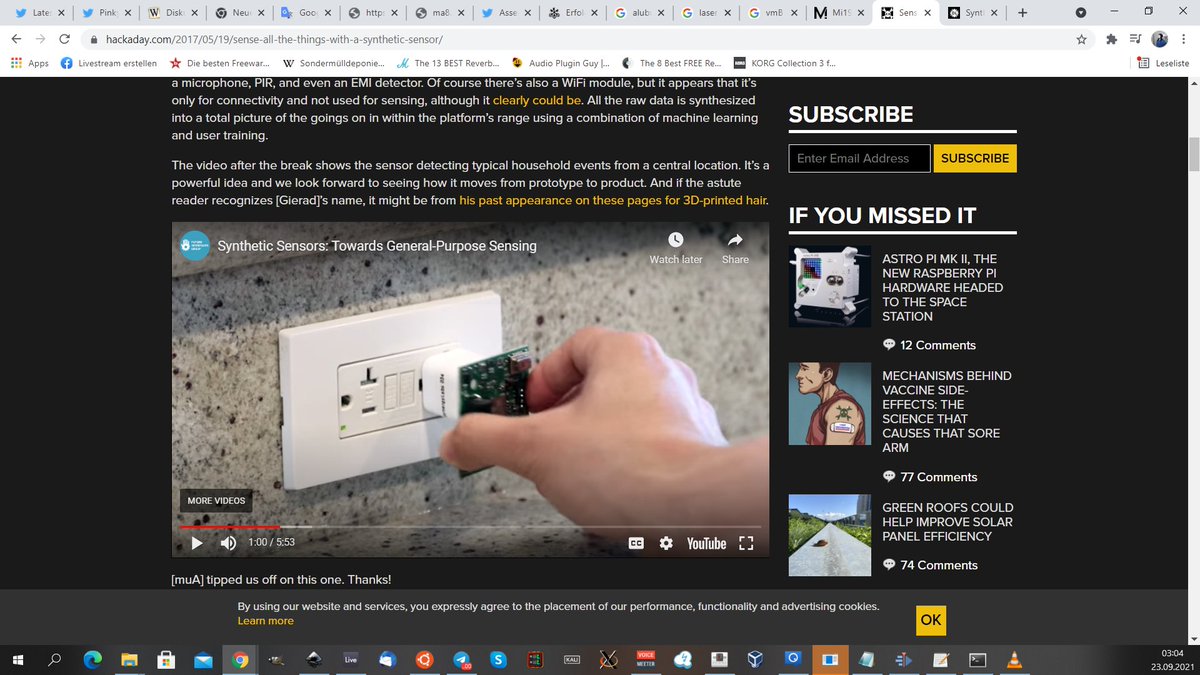 Later
Pinky
Disku
Neue
Goog
https
maß
Asse
Erfol
alub
laser
vmB
Mi19
Sens
Synt
hackaday.com/2017/05/19/sense-all-the-things-with-a-synthetic-sensor/
Apps
Livestream erstellen
Die besten Freewar...
Sondermülldeponie...
The 13 BEST Reverb...
Audio Plugin Guy |...
The 8 Best FREE Re...
KORG Collection 3 f...
Leseliste
a microphone, PIR, and even an EMI detector. Of course there's also a WiFi module, but it appears that it's
only for connectivity and not used for sensing, although it clearly could be. All the raw data is synthesized
into a total picture of the goings on in within the platform's range using a combination of machine learning
and user training.
The video after the break shows the sensor detecting typical household events from a central location. It's a
powerful idea and we look forward to seeing how it moves from prototype to product. And if the astute
reader recognizes [Gierad]'s name, it might be from his past appearance on these pages for 3D-printed hair.
Synthetic Sensors: Towards General-Purpose Sensing
Watch later
Share
MORE VIDEOS
1:00 / 5:53
CC
YouTube
[muA] tipped us off on this one. Thanks!
SUBSCRIBE
Enter Email Address
SUBSCRIBE
IF YOU MISSED IT
ASTRO PI MK II, THE
NEW RASPBERRY PI
HARDWARE HEADED
TO THE SPACE
STATION
12 Comments
MECHANISMS BEHIND
VACCINE SIDE-
EFFECTS: THE
SCIENCE THAT
CAUSES THAT SORE
ARM
77 Comments
GREEN ROOFS COULD
HELP IMPROVE SOLAR
PANEL EFFICIENCY
74 Comments
By using our website and services, you expressly agree to the placement of our performance, functionality and advertising cookies.
Learn more
OK
Live
KALI
VOICE
MEETER
03:04
23.09.2021